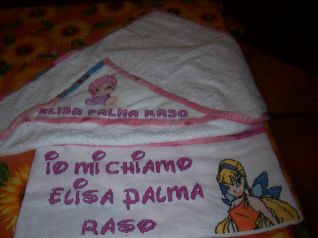 ELISA PALMA RASO
IO MI CHIAMO
ELISA PALMA
RASO